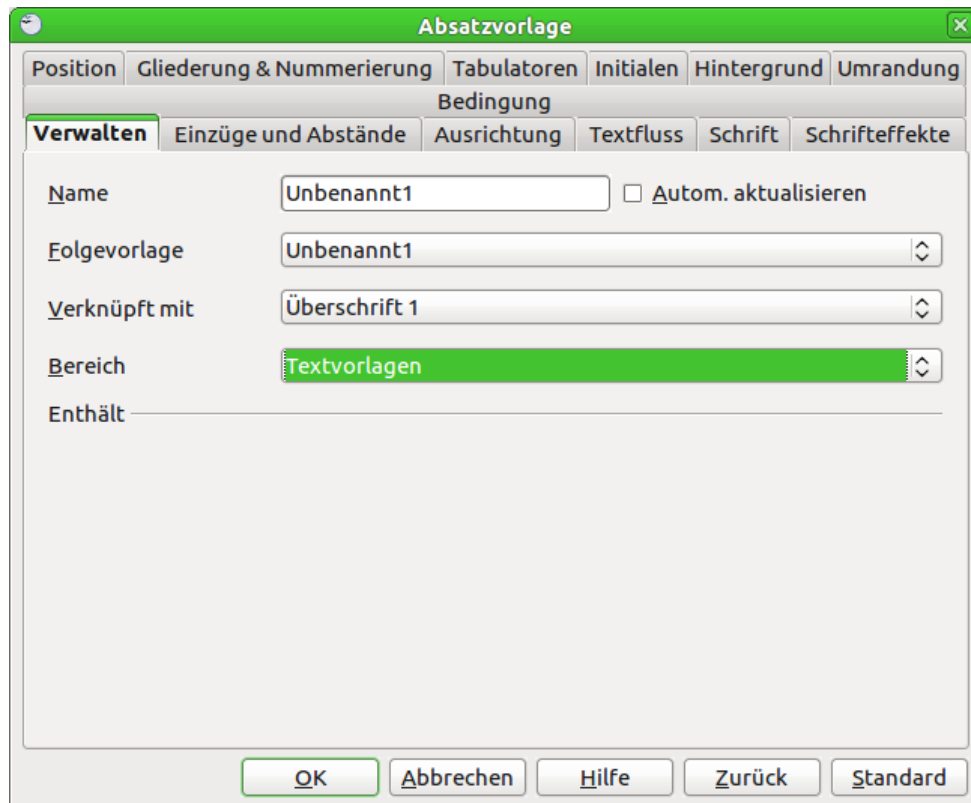 Absatzvorlage
Position Gliederung & Nummerierung Tabulatoren Initialen Hintergrund Umrandung
Bedingung
Verwalten Einzüge und Abstände Ausrichtung Textfluss Schrift Schrifteffekte
Name Unbenannt1 Autom. aktualisieren
Folgevorlage Unbenannt1
Verknüpft mit Überschrift 1
Bereich Textvorlagen
Enthält
OK Abbrechen Hilfe Zurück Standard